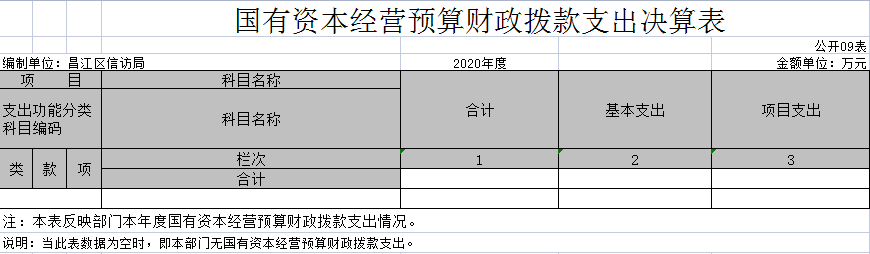 国有资本经营预算财政拨款支出决算表
公开09表
编制单位：昌江区信访局 2020年度 金额单位：万元
项 目 科目名称
支出功能分类科目编码 科目名称 合计 基本支出 项目支出
类 款 项 栏次 1 2 3
合计
注：本表反映部门本年度国有资本经营预算财政拨款支出情况。
说明：当此表数据为空时，即本部门无国有资本经营预算财政拨款支出。